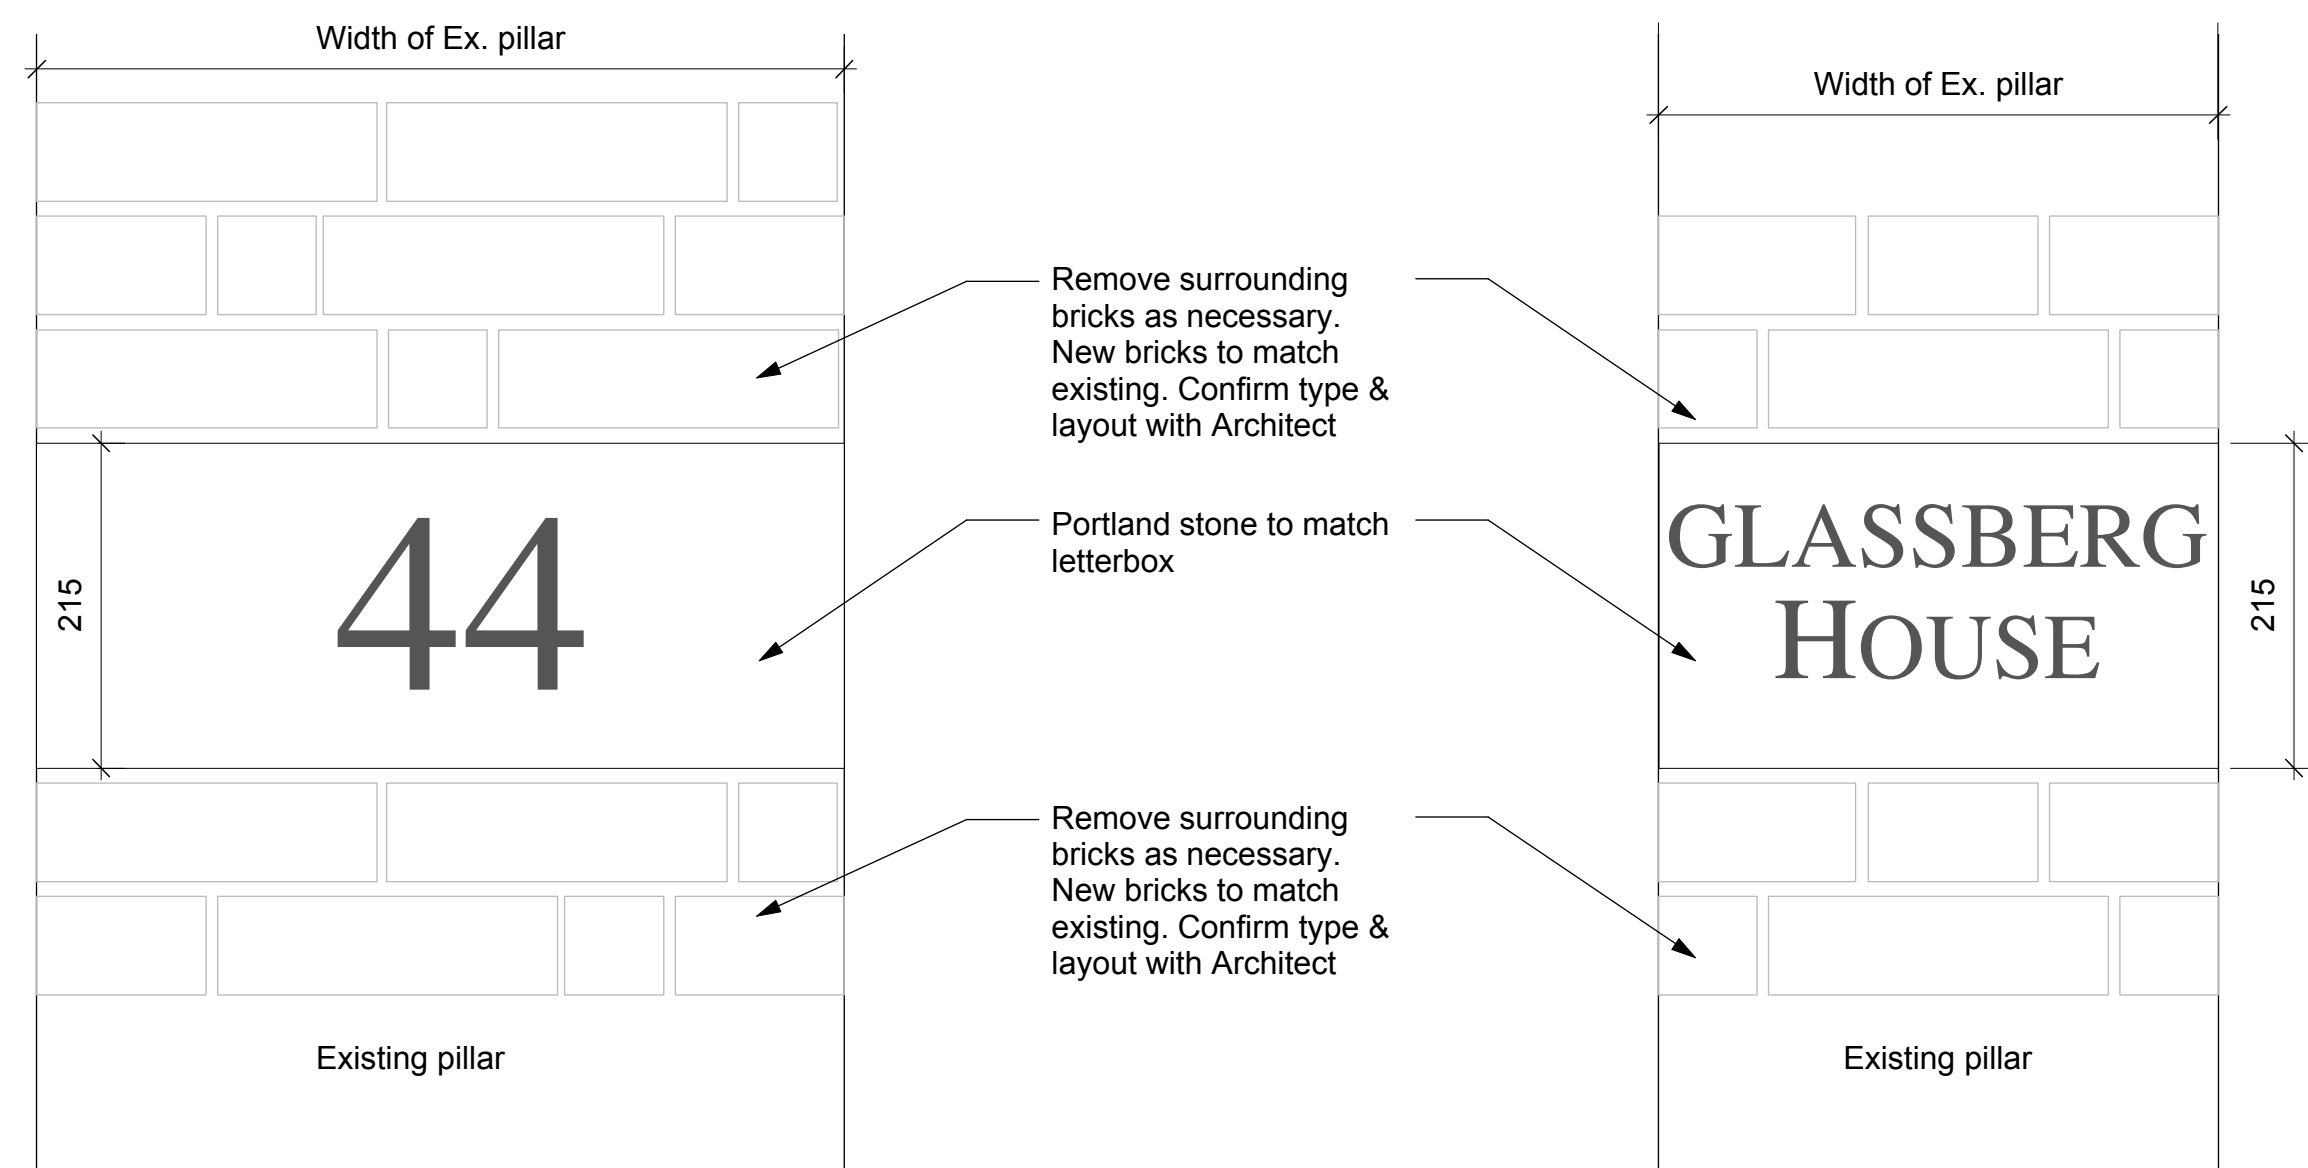 Width of Ex. pillar
Width of Ex. pillar
Remove surrounding
bricks as necessary.
New bricks to match
existing. Confirm type &
layout with Architect
44
215
Portland stone to match
letterbox
GLASSBERG
HOUSE
215
Remove surrounding
bricks as necessary.
New bricks to match
existing. Confirm type &
layout with Architect
Existing pillar
Existing pillar